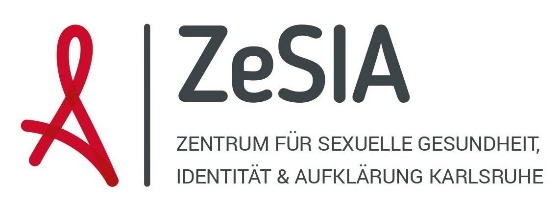 ZeSIA
ZENTRUM FÜR SEXUELLE GESUNDHEIT,
IDENTITÄT & AUFKLÄRUNG KARLSRUHE